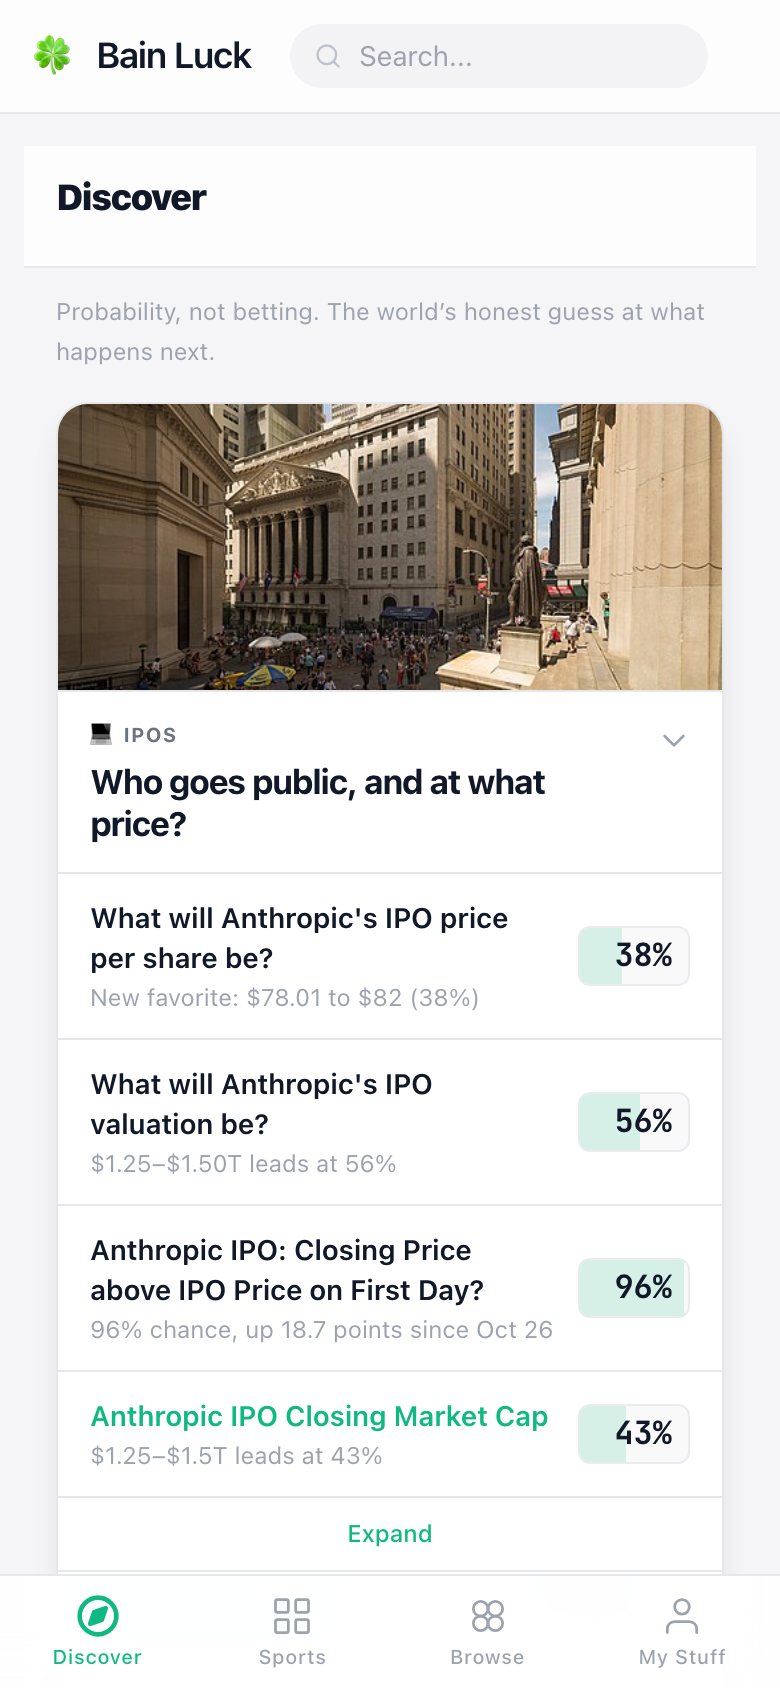 Bain Luck
Search...
Discover
Probability, not betting. The world’s honest guess at what
happens next.
IPOS
Who goes public, and at what
price?
What will Anthropic's IPO price
per share be?
New favorite: $78.01 to $82 (38%)
38%
What will Anthropic's IPO
valuation be?
$1.25–$1.50T leads at 56%
56%
Anthropic IPO: Closing Price
above IPO Price on First Day?
96% chance, up 18.7 points since Oct 26
96%
Anthropic IPO Closing Market Cap
$1.25–$1.5T leads at 43%
43%
Expand
Discover
Sports
Browse
My Stuff